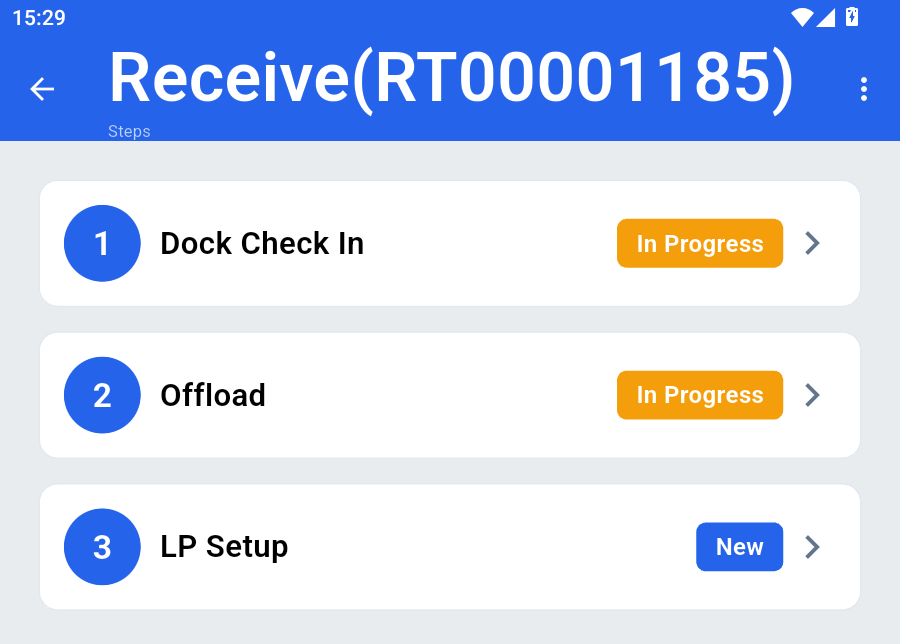 15:29
Receive(RT00001185)
Steps
1 Dock Check In In Progress
2 Offload In Progress
3 LP Setup New